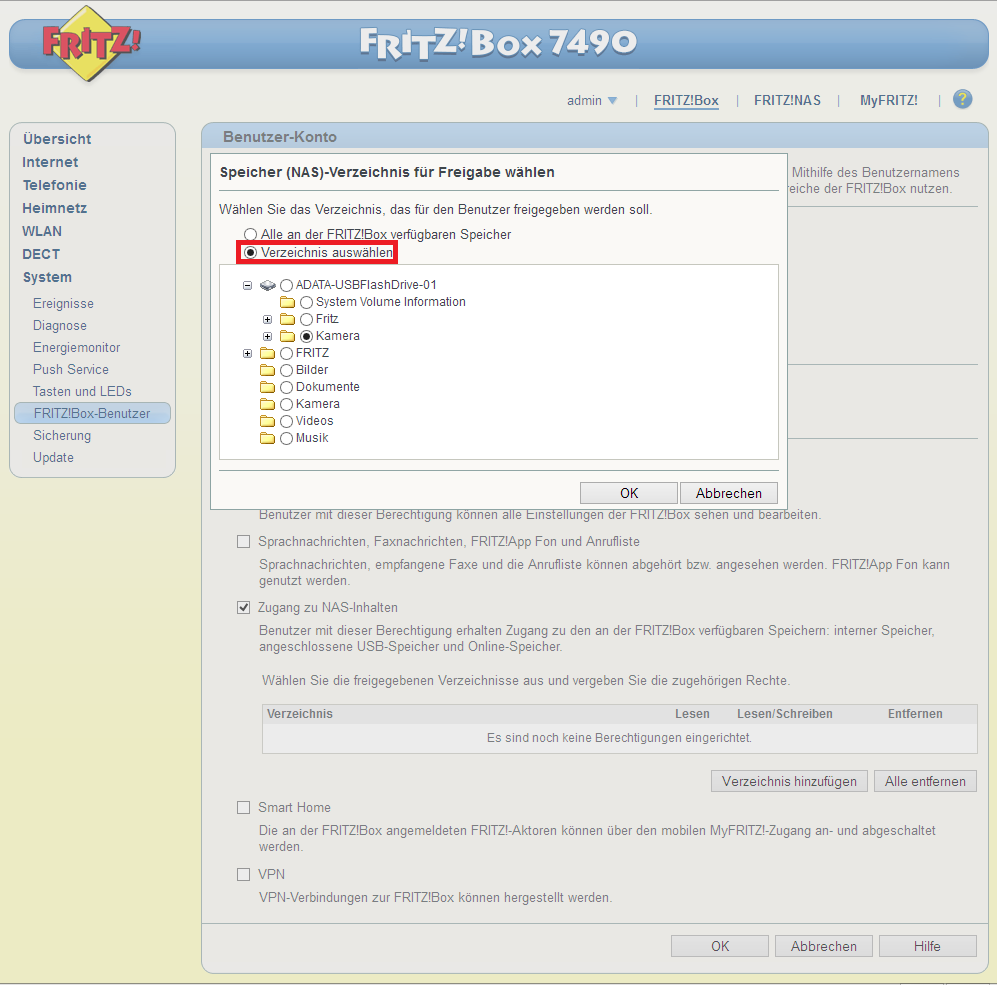 FRITZ!
FRITZ!Box 7490
admin
FRITZ!Box
FRITZ!NAS
MyFRITZ!
?
Übersicht
Internet
Telefonie
Heimnetz
WLAN
DECT
System
Ereignisse
Diagnose
Energiemonitor
Push Service
Tasten und LEDs
FRITZ!Box-Benutzer
Sicherung
Update
Benutzer-Konto
Mithilfe des Benutzernamens
reiche der FRITZ!Box nutzen.
Speicher (NAS)-Verzeichnis für Freigabe wählen
Wählen Sie das Verzeichnis, das für den Benutzer freigegeben werden soll.
Alle an der FRITZ!Box verfügbaren Speicher
Verzeichnis auswählen
ADATA-USBFlashDrive-01
System Volume Information
Fritz
Kamera
FRITZ
Bilder
Dokumente
Kamera
Videos
Musik
OK Abbrechen
Benutzer mit dieser Berechtigung können alle Einstellungen der FRITZ!Box sehen und bearbeiten.
Sprachnachrichten, Faxnachrichten, FRITZ!App Fon und Anrufliste
Sprachnachrichten, empfangene Faxe und die Anrufliste können abgehört bzw. angesehen werden. FRITZ!App Fon kann
genutzt werden.
Zugang zu NAS-Inhalten
Benutzer mit dieser Berechtigung erhalten Zugang zu den an der FRITZ!Box verfügbaren Speichern: interner Speicher,
angeschlossene USB-Speicher und Online-Speicher.
Wählen Sie die freigegebenen Verzeichnisse aus und vergeben Sie die zugehörigen Rechte.
Verzeichnis Lesen Lesen/Schreiben Entfernen
Es sind noch keine Berechtigungen eingerichtet.
Verzeichnis hinzufügen Alle entfernen
Smart Home
Die an der FRITZ!Box angemeldeten FRITZ!-Aktoren können über den mobilen MyFRITZ!-Zugang an- und abgeschaltet
werden.
VPN
VPN-Verbindungen zur FRITZ!Box können hergestellt werden.
OK Abbrechen Hilfe